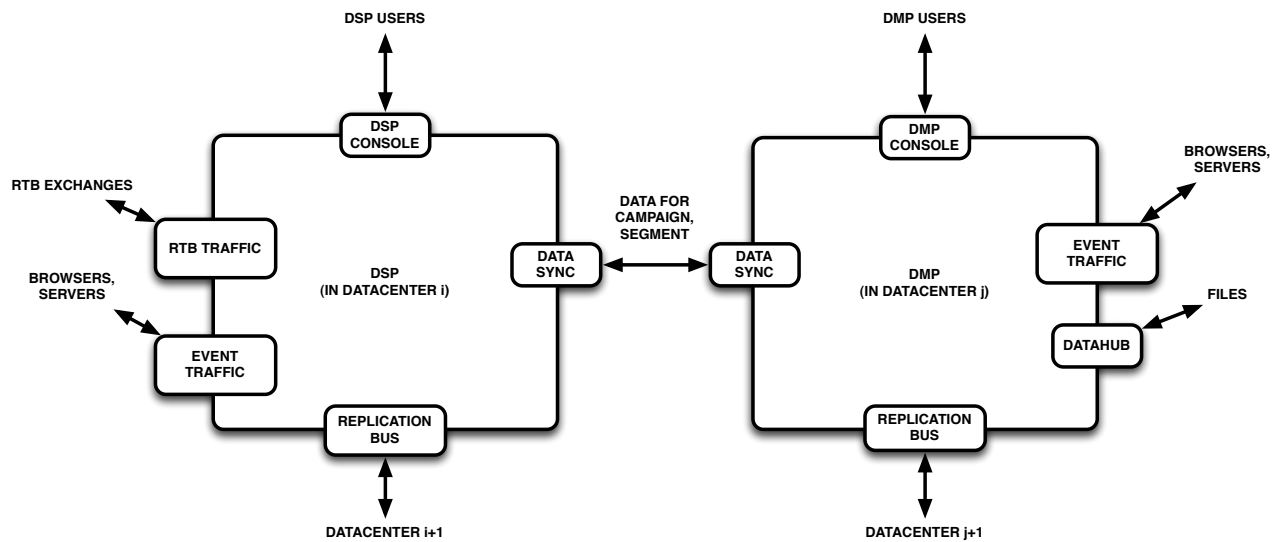 DSP USERS
DMP USERS
DSP
CONSOLE
DMP
CONSOLE
RTB EXCHANGES
RTB TRAFFIC
BROWSERS,
SERVERS
EVENT
TRAFFIC
DSP
(IN DATACENTER i)
DATA
SYNC
DATA FOR
CAMPAIGN,
SEGMENT
DATA
SYNC
DMP
(IN DATACENTER j)
BROWSERS,
SERVERS
EVENT
TRAFFIC
FILES
DATAHUB
REPLICATION
BUS
REPLICATION
BUS
DATACENTER i+1
DATACENTER j+1